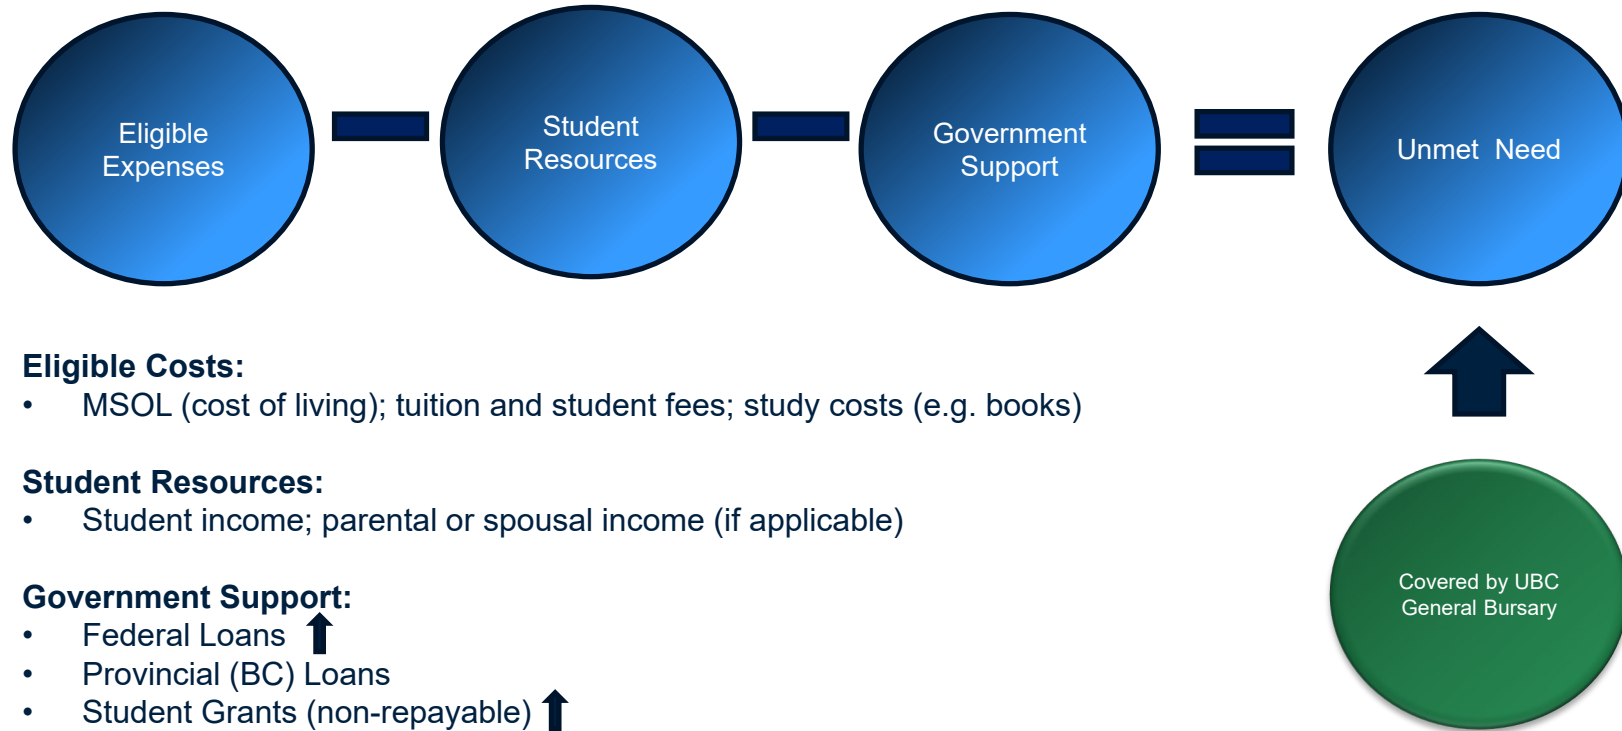 Eligible
Expenses
Student
Resources
Government
Support
Unmet Need
Eligible Costs:
• MSOL (cost of living); tuition and student fees; study costs (e.g. books)
Student Resources:
• Student income; parental or spousal income (if applicable)
Government Support:
• Federal Loans
• Provincial (BC) Loans
• Student Grants (non-repayable)
Covered by UBC
General Bursary